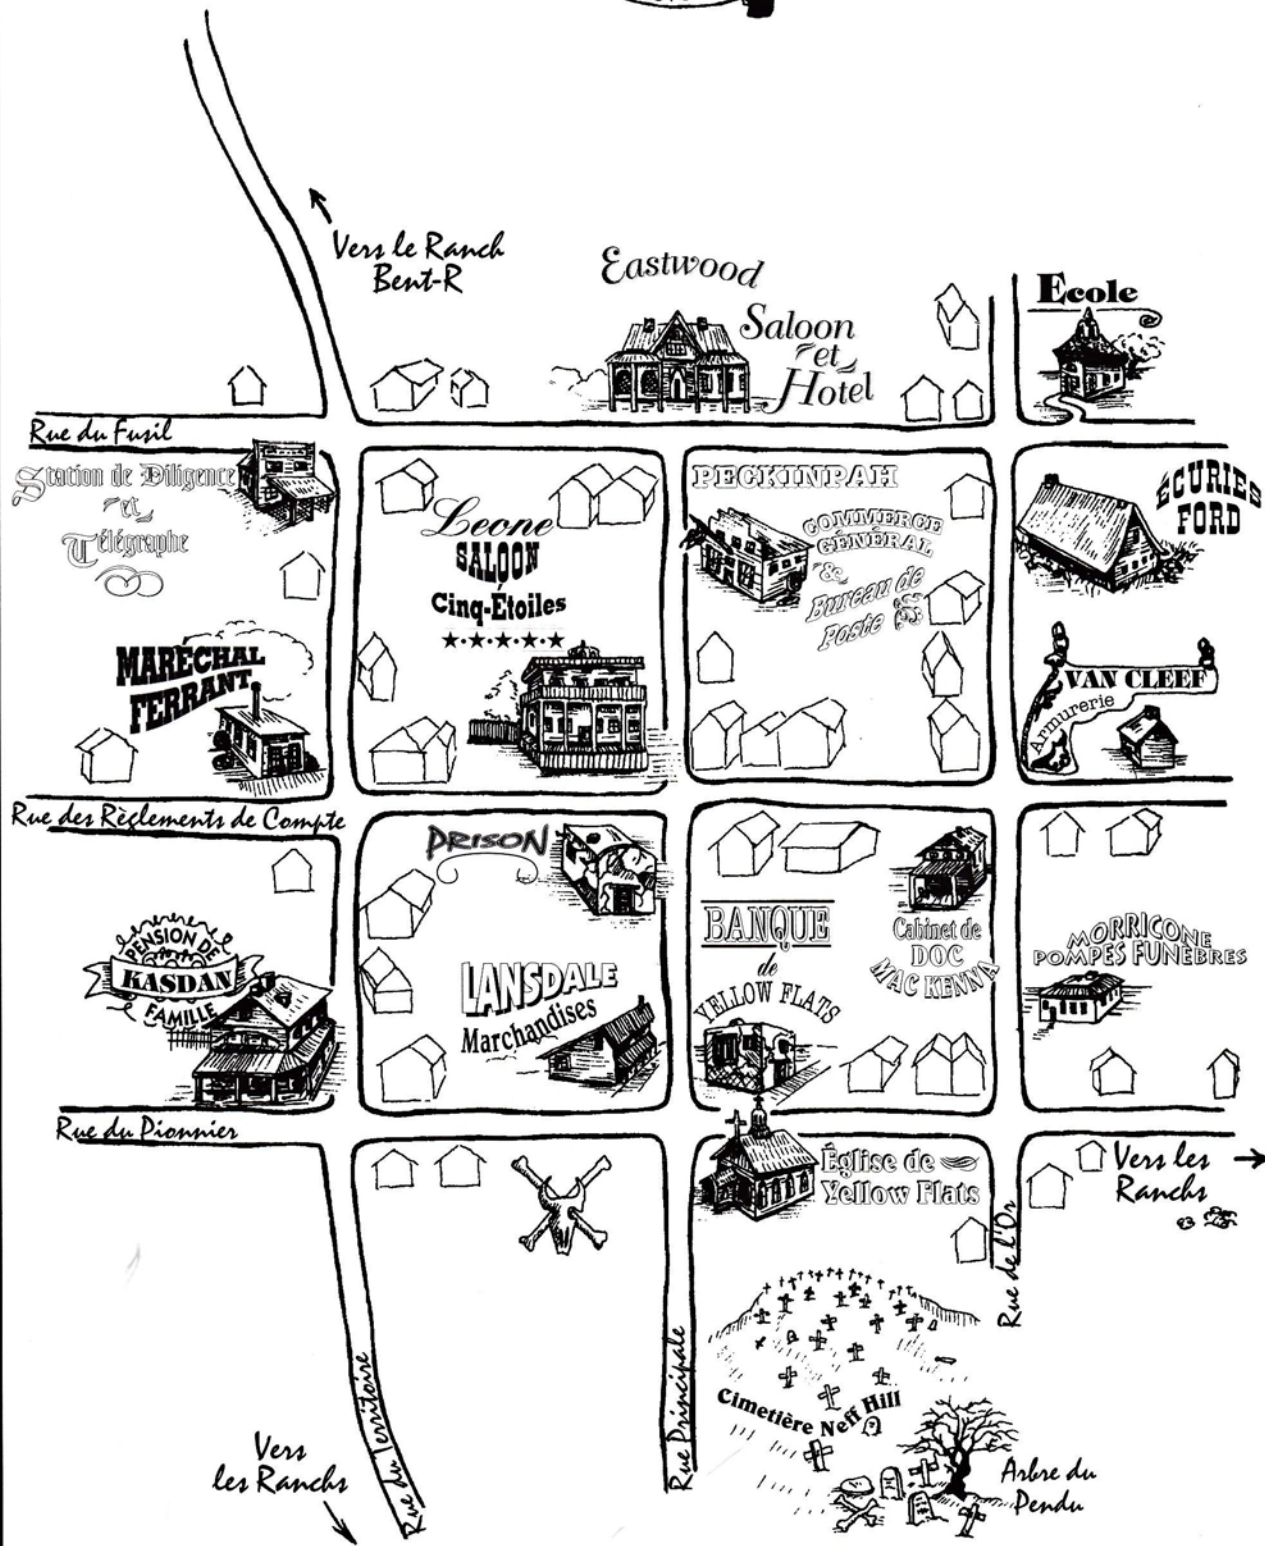 Vers le Ranch
Bent-R
Eastwood
Saloon
et
Hotel
Ecole
Rue du Fusil
Station de Diligence
et
Télégraphe
Leone
SALOON
Cinq-Étoiles
PECKINPAH
COMMERCE
GÉNÉRAL
&
Bureau de
Poste
ÉCURIES
FORD
MARÉCHAL
FERRANT
VAN CLEEF
Armurerie
Rue des Règlements de Compte
PRISON
BANQUE
de
YELLOW FLATS
Cabinet de
DOC
MAC KENNA
MORRICONE
POMPES FUNÈBRES
PENSION DE
KASDAN
FAMILLE
LANSDALE
Marchandises
Rue du Pionnier
Église de
Yellow Flats
Vers les
Ranchs
Rue de l'Or
Cimetière Neff Hill
Rue Principale
Rue du Territoire
Vers
les Ranchs
Arbre du
Pendu